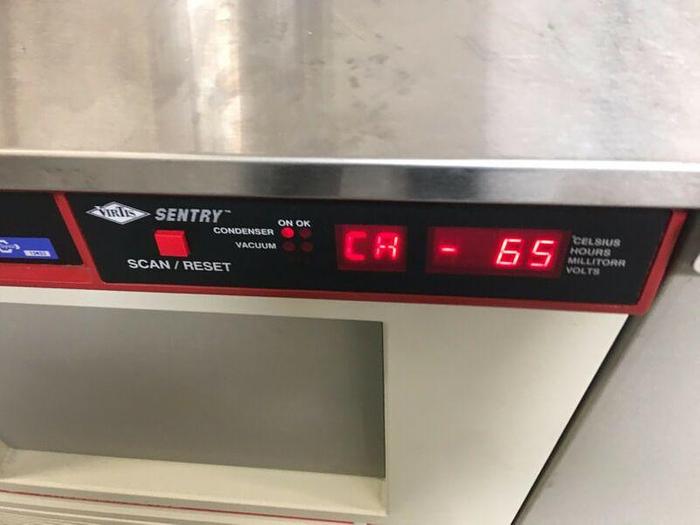 VIRTIS SENTRY™
ON OK
CONDENSER
VACUUM
SCAN / RESET
CH - 65
°CELSIUS
HOURS
MILLITORR
VOLTS